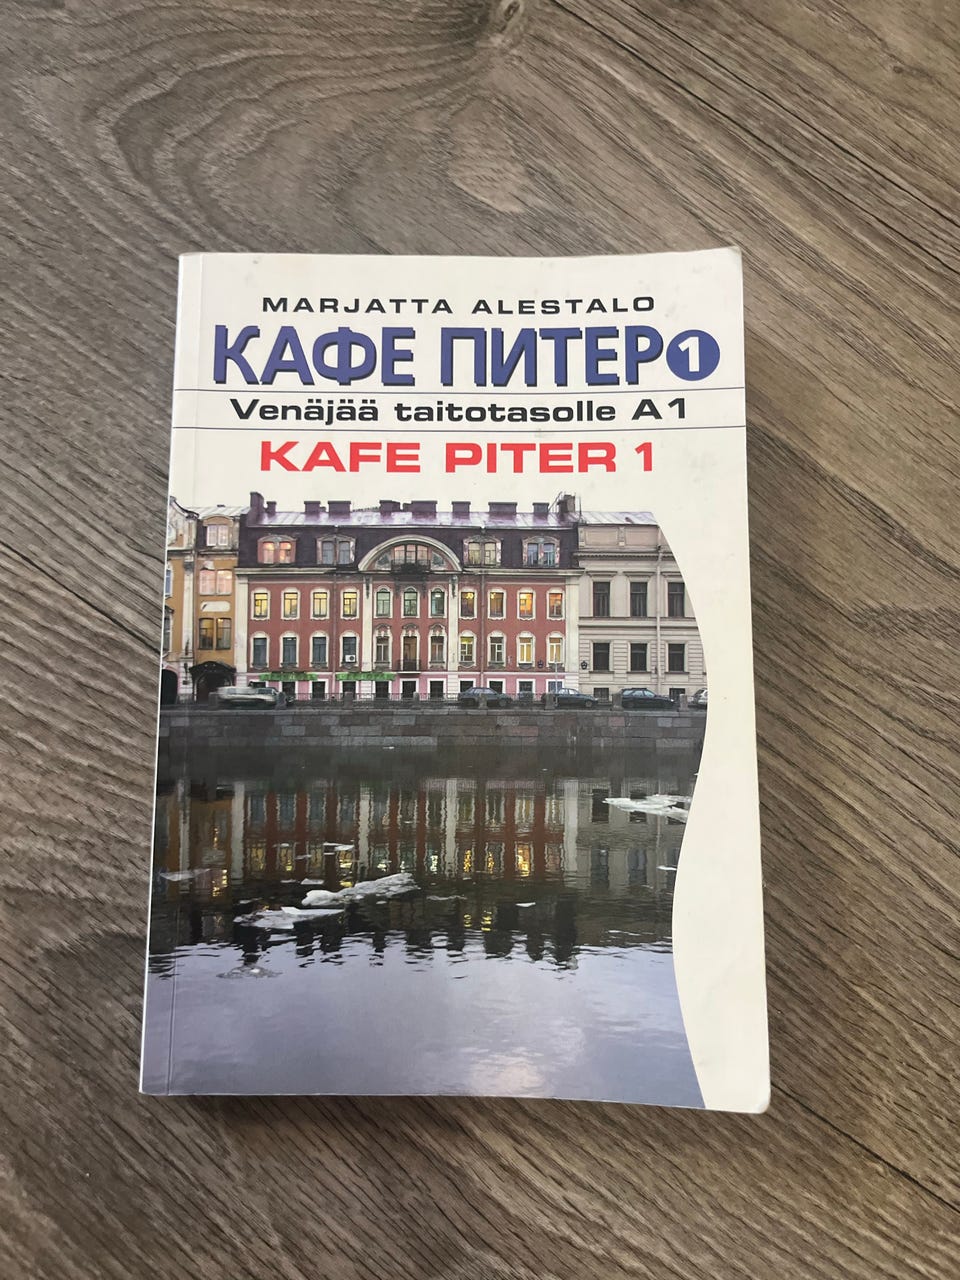 MARJATTA ALESTALO
КАФЕ ПИТЕР 1
Venäjää taitotasolle A1
KAFE PITER 1